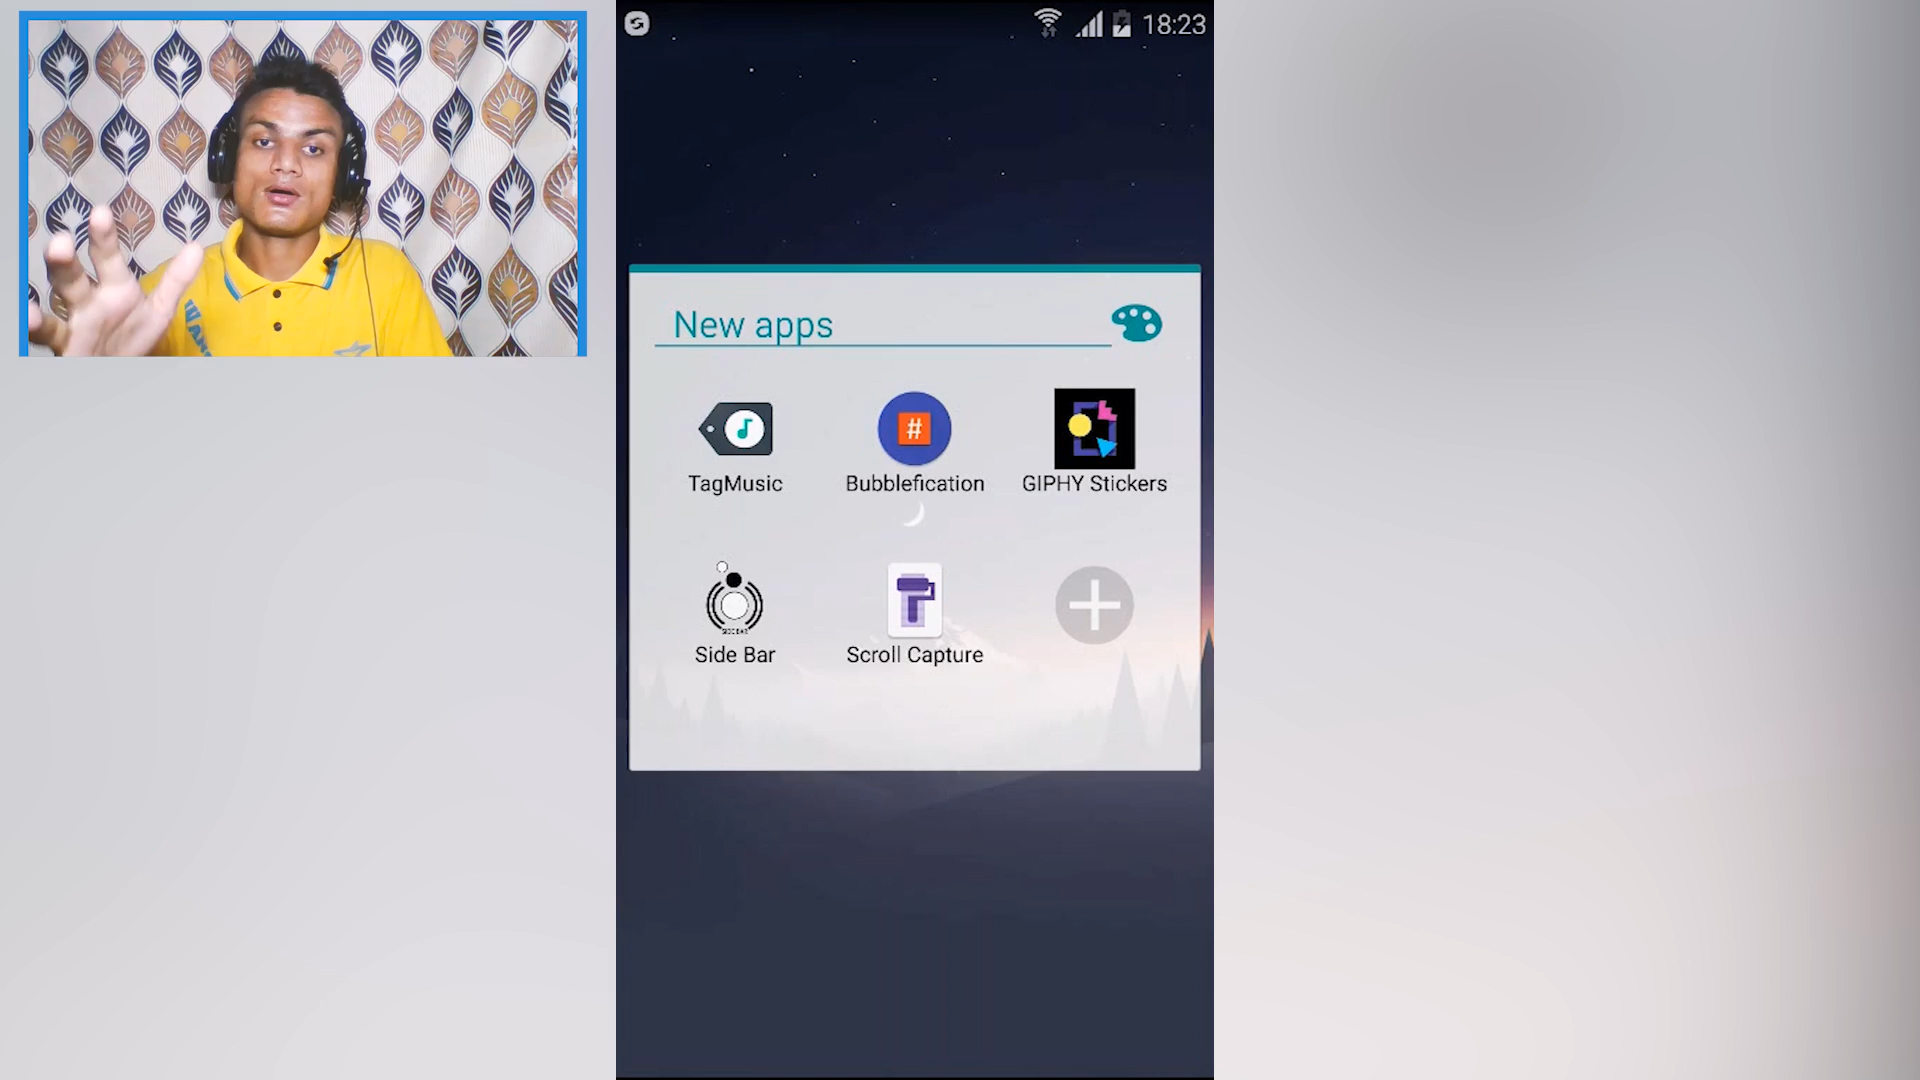 18:23
New apps
TagMusic
Bubblefication
GIPHY Stickers
Side Bar
Scroll Capture